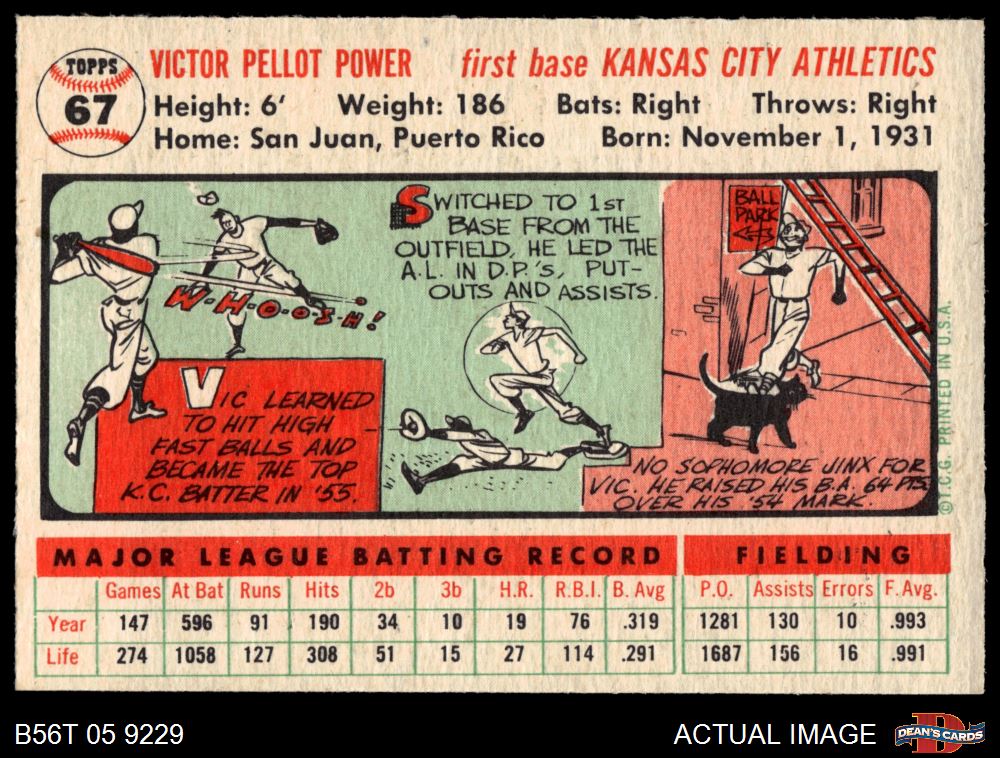 TOPPS
67
VICTOR PELLOT POWER first base KANSAS CITY ATHLETICS
Height: 6' Weight: 186 Bats: Right Throws: Right
Home: San Juan, Puerto Rico Born: November 1, 1931
W-H-O-O-S-H!
VIC LEARNED
TO HIT HIGH
FAST BALLS AND
BECAME THE TOP
K.C. BATTER IN '55.
SWITCHED TO 1ST
BASE FROM THE
OUTFIELD, HE LED THE
A.L. IN D.P.'S, PUT-
OUTS AND ASSISTS.
BALL
PARK
NO SOPHOMORE JINX FOR
VIC. HE RAISED HIS B.A. 64 PTS.
OVER HIS '54 MARK.
© T.C.G. PRINTED IN U.S.A.
MAJOR LEAGUE BATTING RECORD FIELDING
Games At Bat Runs Hits 2b 3b H.R. R.B.I. B. Avg P.O. Assists Errors F. Avg.
Year 147 596 91 190 34 10 19 76 .319 1281 130 10 .993
Life 274 1058 127 308 51 15 27 114 .291 1687 156 16 .991
B56T 05 9229 ACTUAL IMAGE
D
DEAN'S CARDS